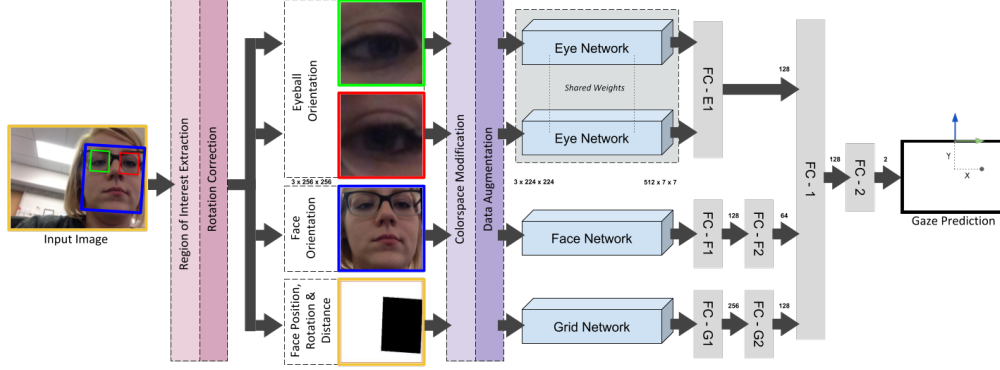 Input Image
Region of Interest Extraction
Rotation Correction
Eyeball
Orientation
3 x 256 x 256
Face
Orientation
Face Position,
Rotation &
Distance
Colorspace Modification
Data Augmentation
Eye Network
Shared Weights
Eye Network
3 x 224 x 224
512 x 7 x 7
Face Network
Grid Network
FC - E1
128
FC - F1
128
FC - F2
64
FC - G1
256
FC - G2
128
FC - 1
128
FC - 2
2
Y
X
Gaze Prediction